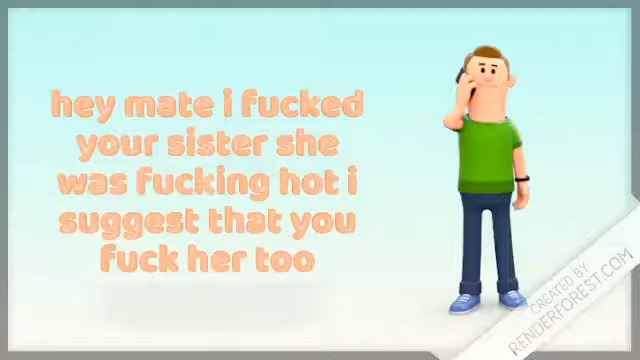 hey mate i fucked
your sister she
was fucking hot i
suggest that you
fuck her too
CREATED BY
RENDERFOREST.COM